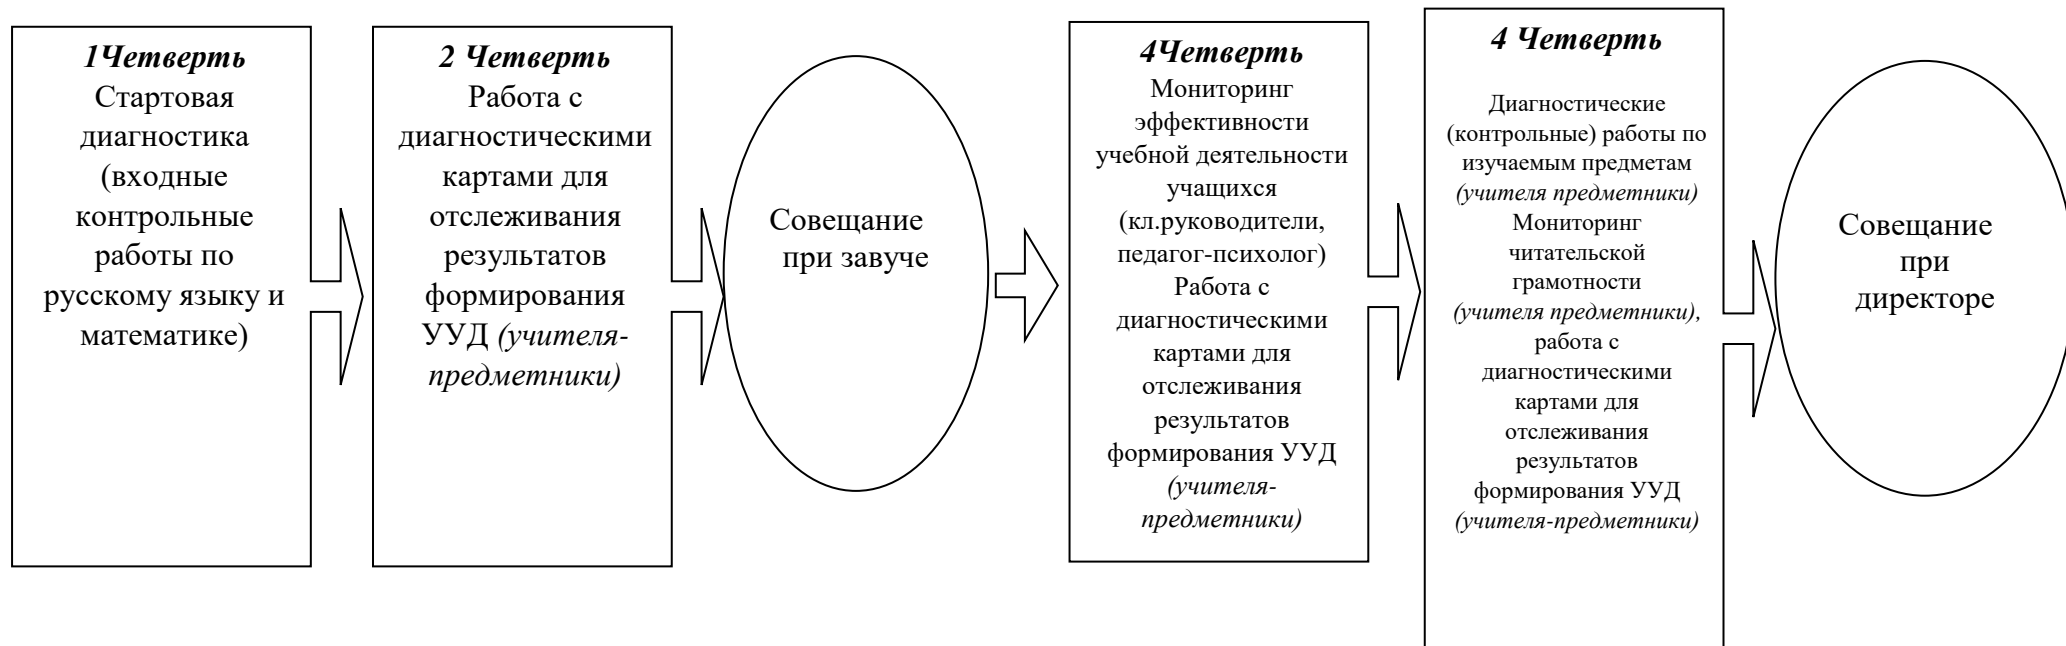 1Четверть
Стартовая
диагностика
(входные
контрольные
работы по
русскому языку и
математике)
2 Четверть
Работа с
диагностическими
картами для
отслеживания
результатов
формирования
УУД (учителя-
предметники)
Совещание
при завуче
4Четверть
Мониторинг
эффективности
учебной деятельности
учащихся
(кл.руководители,
педагог-психолог)
Работа с
диагностическими
картами для
отслеживания
результатов
формирования УУД
(учителя-
предметники)
4 Четверть
Диагностические
(контрольные) работы по
изучаемым предметам
(учителя предметники)
Мониторинг
читательской
грамотности
(учителя предметники),
работа с
диагностическими
картами для
отслеживания
результатов
формирования УУД
(учителя-предметники)
Совещание
при
директоре